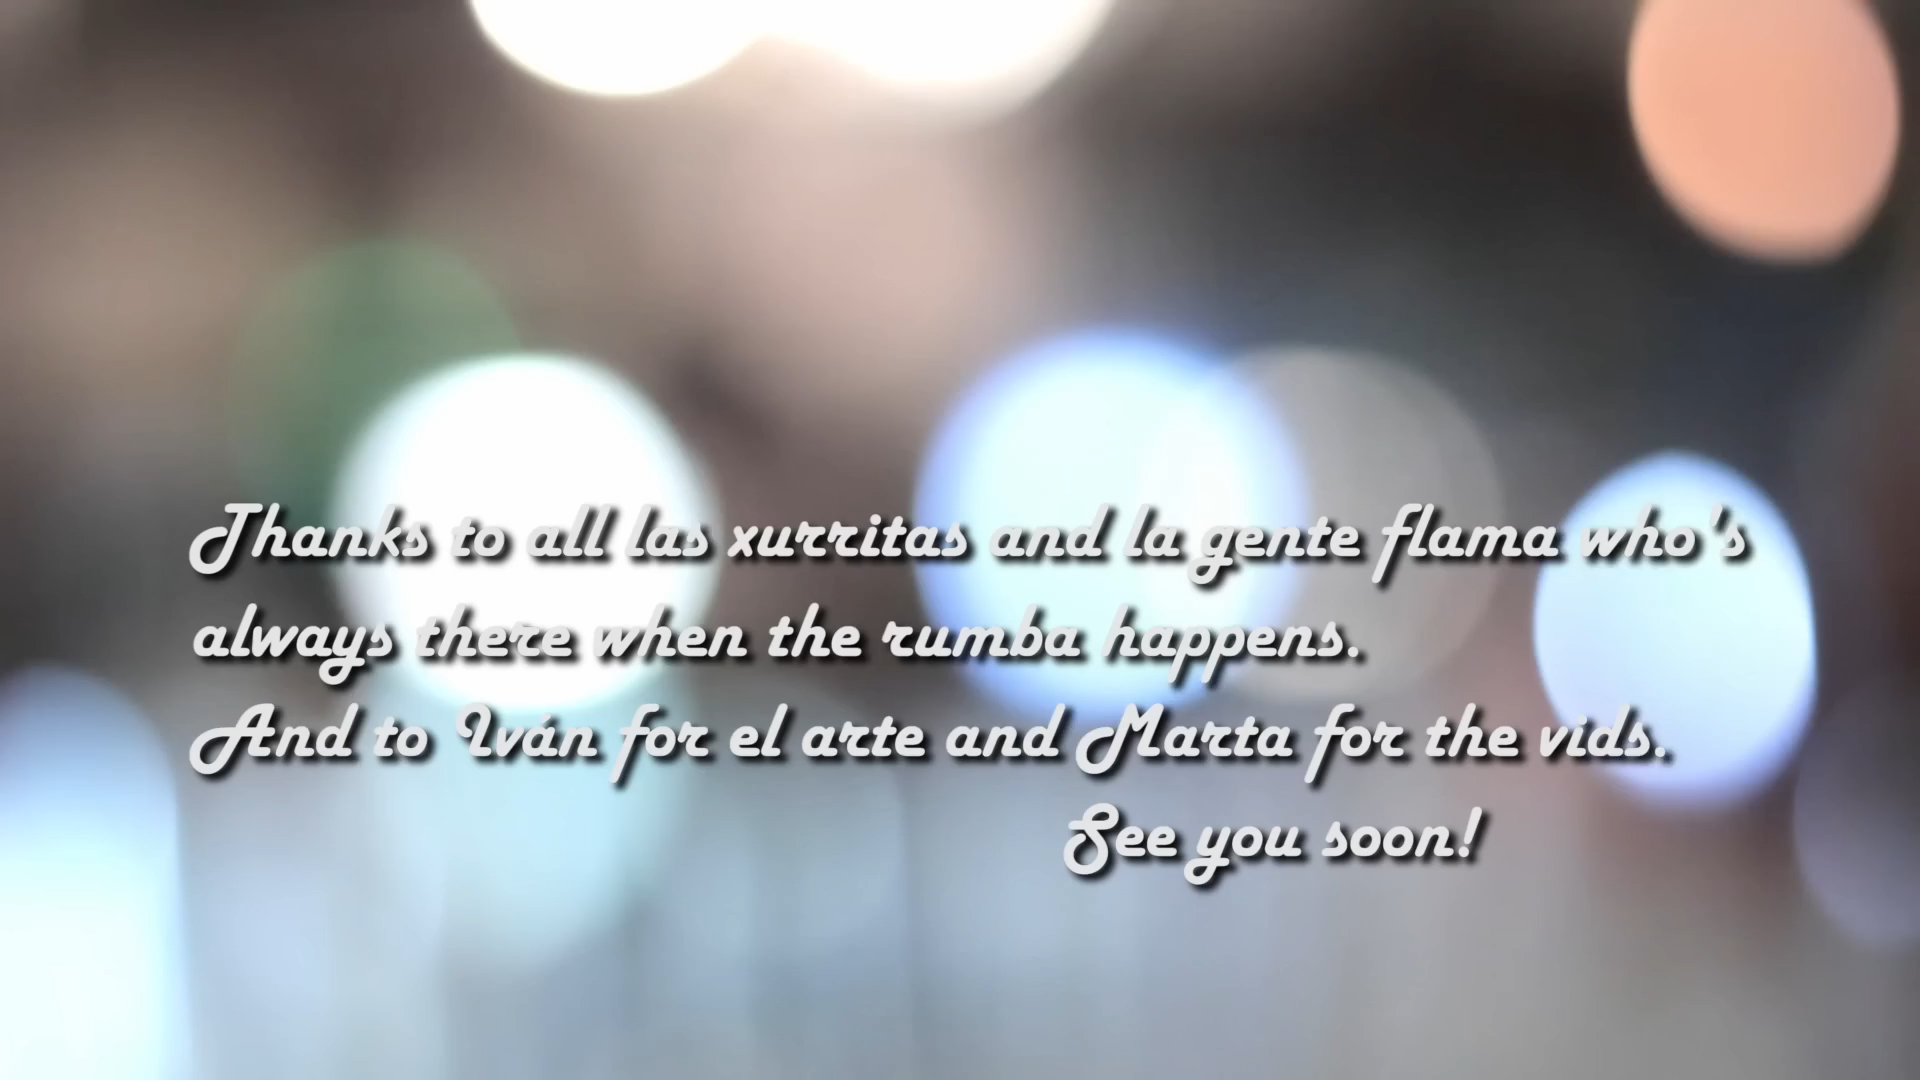 Thanks to all las xurritas and la gente flama who's
always there when the rumba happens.
And to Iván for el arte and Marta for the vids.
See you soon!